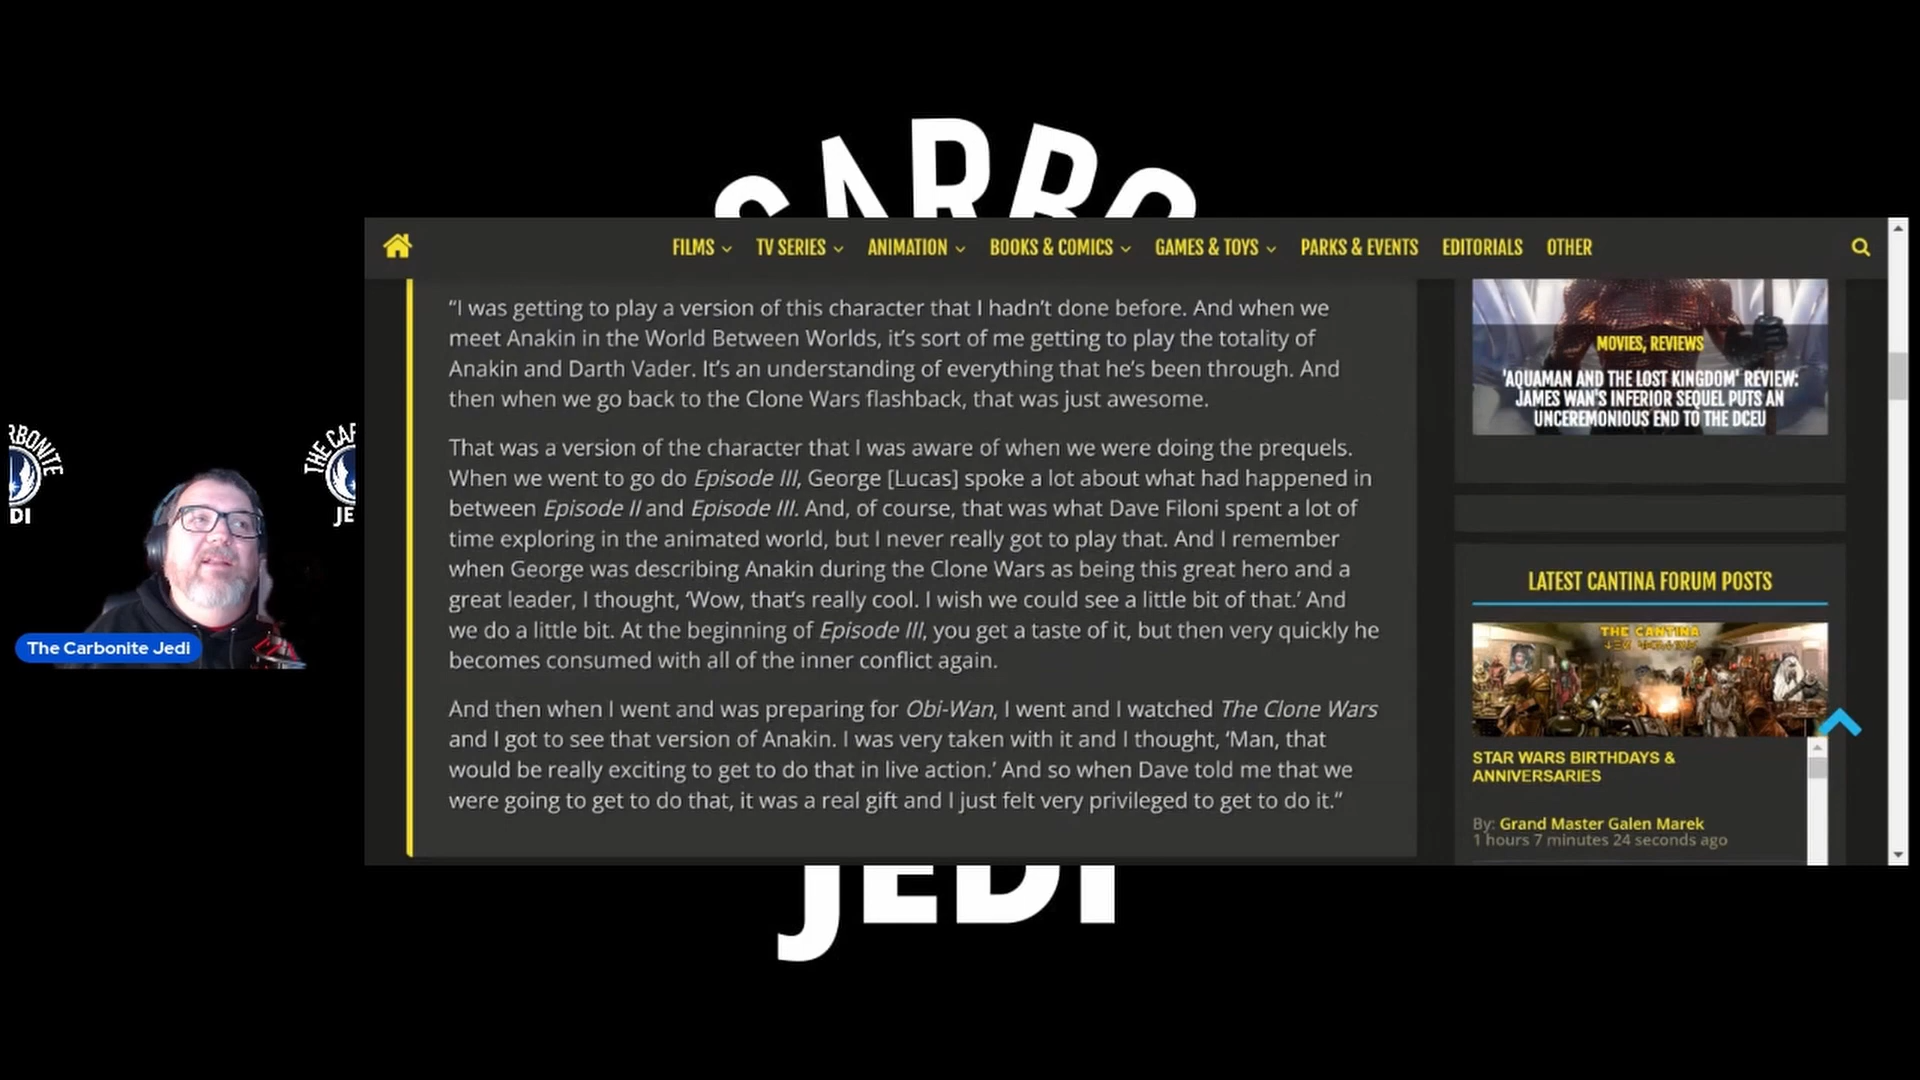 CARBO
FILMS TV SERIES ANIMATION BOOKS & COMICS GAMES & TOYS PARKS & EVENTS EDITORIALS OTHER
“I was getting to play a version of this character that I hadn’t done before. And when we
meet Anakin in the World Between Worlds, it’s sort of me getting to play the totality of
Anakin and Darth Vader. It’s an understanding of everything that he’s been through. And
then when we go back to the Clone Wars flashback, that was just awesome.
That was a version of the character that I was aware of when we were doing the prequels.
When we went to go do Episode III, George [Lucas] spoke a lot about what had happened in
between Episode II and Episode III. And, of course, that was what Dave Filoni spent a lot of
time exploring in the animated world, but I never really got to play that. And I remember
when George was describing Anakin during the Clone Wars as being this great hero and a
great leader, I thought, ‘Wow, that’s really cool. I wish we could see a little bit of that.’ And
we do a little bit. At the beginning of Episode III, you get a taste of it, but then very quickly he
becomes consumed with all of the inner conflict again.
And then when I went and was preparing for Obi-Wan, I went and I watched The Clone Wars
and I got to see that version of Anakin. I was very taken with it and I thought, ‘Man, that
would be really exciting to get to do that in live action.’ And so when Dave told me that we
were going to get to do that, it was a real gift and I just felt very privileged to get to do it.”
MOVIES, REVIEWS
'AQUAMAN AND THE LOST KINGDOM' REVIEW:
JAMES WAN'S INFERIOR SEQUEL PUTS AN
UNCEREMONIOUS END TO THE DCEU
LATEST CANTINA FORUM POSTS
THE CANTINA
STAR WARS BIRTHDAYS &
ANNIVERSARIES
By: Grand Master Galen Marek
1 hours 7 minutes 24 seconds ago
RBONITE
DI
THE CAR
JE
The Carbonite Jedi
JEDI